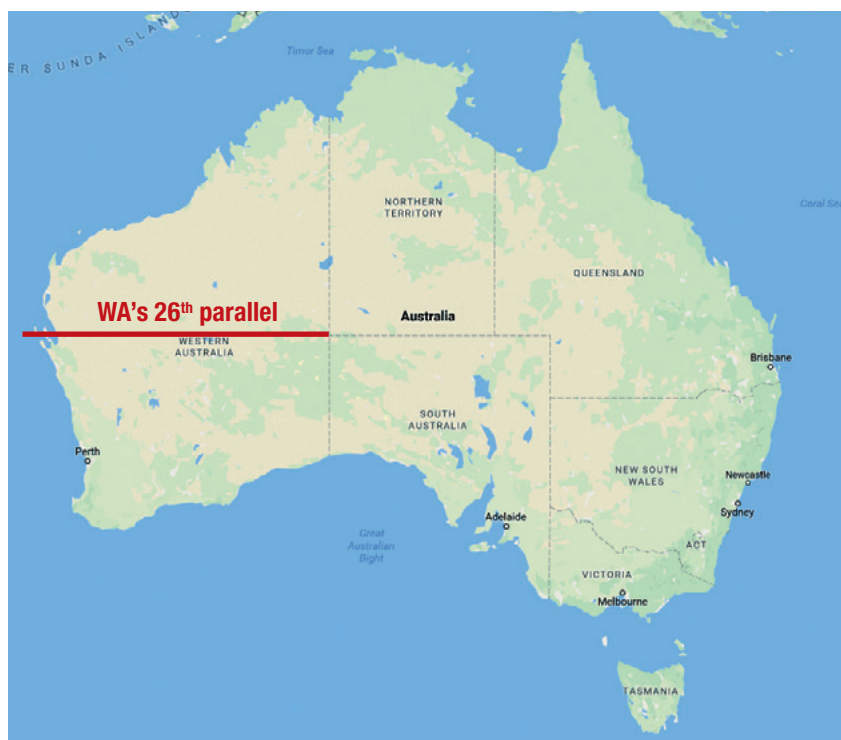 ER SUNDA ISLAND
Timor Sea
NORTHERN
TERRITORY
Coral Sea
QUEENSLAND
WA's 26th parallel
Australia
WESTERN
AUSTRALIA
Brisbane
SOUTH
AUSTRALIA
Perth
NEW SOUTH
WALES
Newcastle
Sydney
Adelaide
Great
Australian
Bight
ACT
VICTORIA
Melbourne
TASMANIA